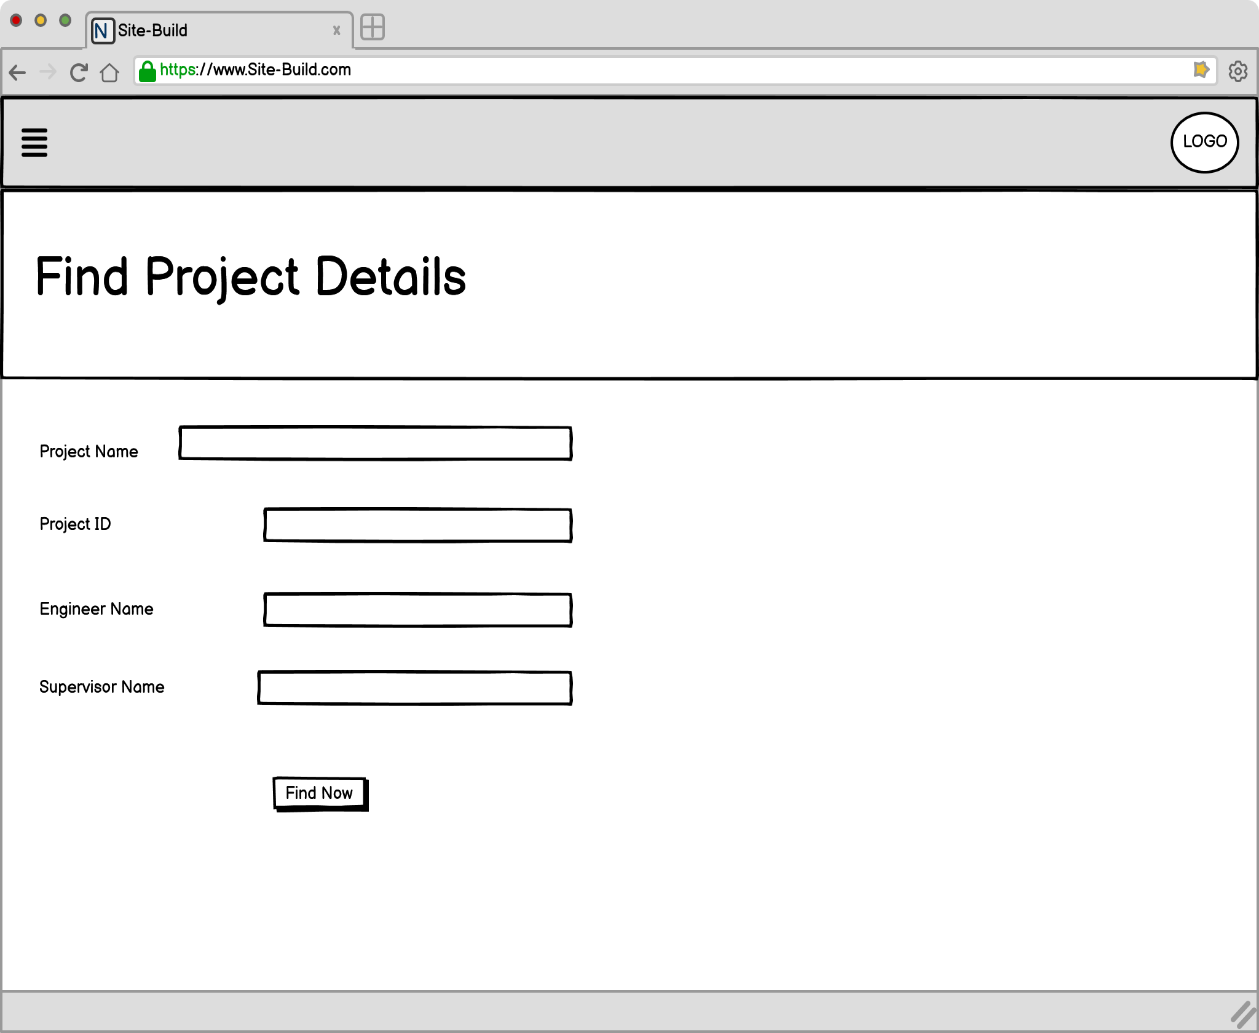 N Site-Build x
https://www.Site-Build.com
LOGO
Find Project Details
Project Name
Project ID
Engineer Name
Supervisor Name
Find Now